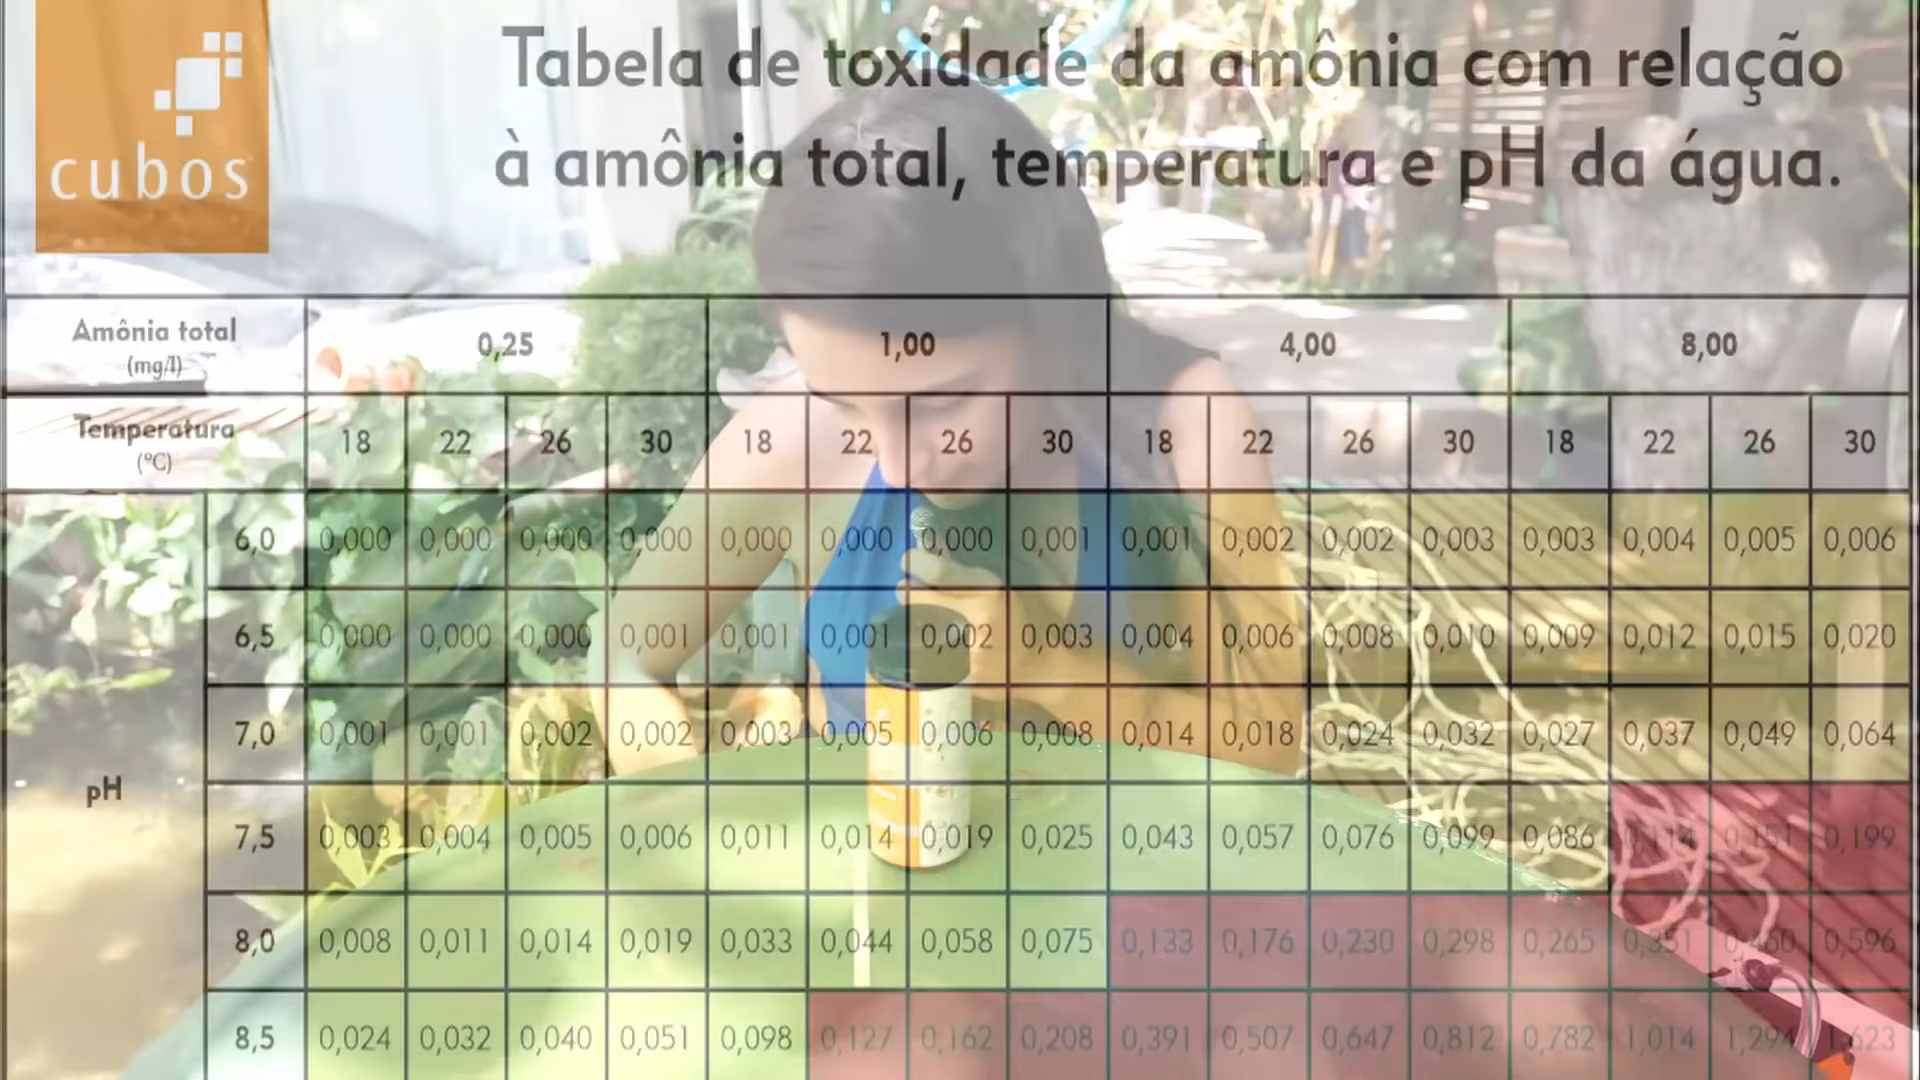 cubos
Tabela de toxidade da amônia com relação
à amônia total, temperatura e pH da água.
Amônia total
(mg/l)
0,25 1,00 4,00 8,00
Temperatura
(ºC)
18 22 26 30 18 22 26 30 18 22 26 30 18 22 26 30
6,0 0,000 0,000 0,000 0,000 0,000 0,000 0,000 0,001 0,001 0,002 0,002 0,003 0,003 0,004 0,005 0,006
6,5 0,000 0,000 0,000 0,001 0,001 0,001 0,002 0,003 0,004 0,006 0,008 0,010 0,009 0,012 0,015 0,020
7,0 0,001 0,001 0,002 0,002 0,003 0,005 0,006 0,008 0,014 0,018 0,024 0,032 0,027 0,037 0,049 0,064
pH
7,5 0,003 0,004 0,005 0,006 0,011 0,014 0,019 0,025 0,043 0,057 0,076 0,099 0,086 0,114 0,151 0,199
8,0 0,008 0,011 0,014 0,019 0,033 0,044 0,058 0,075 0,133 0,176 0,230 0,298 0,265 0,351 0,460 0,596
8,5 0,024 0,032 0,040 0,051 0,098 0,127 0,162 0,208 0,391 0,507 0,647 0,812 0,782 1,014 1,294 1,623